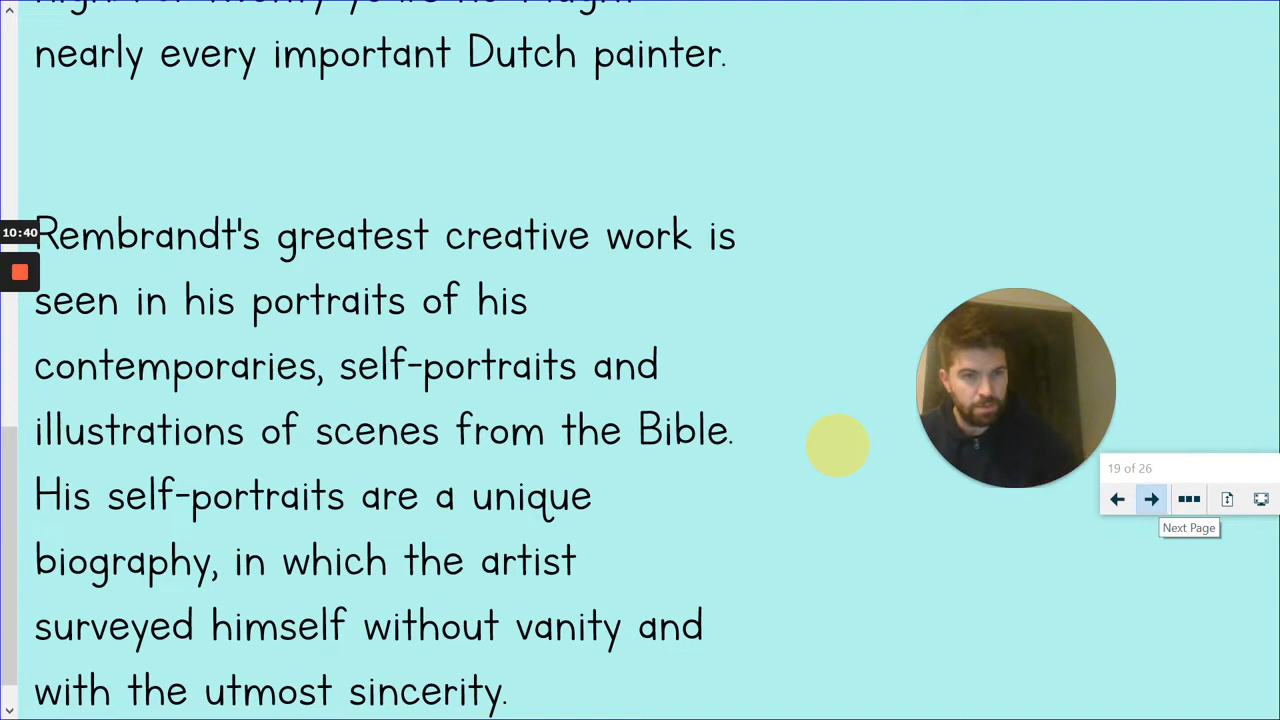 nearly every important Dutch painter.
Rembrandt's greatest creative work is
seen in his portraits of his
contemporaries, self-portraits and
illustrations of scenes from the Bible.
His self-portraits are a unique
biography, in which the artist
surveyed himself without vanity and
with the utmost sincerity.
10:40
19 of 26
Next Page